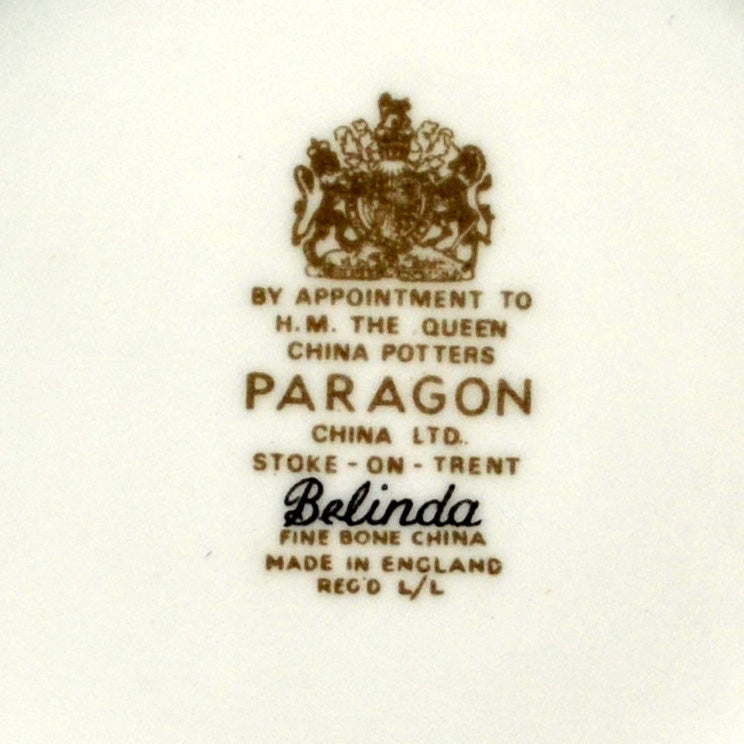 BY APPOINTMENT TO
H.M. THE QUEEN
CHINA POTTERS
PARAGON
CHINA LTD.
STOKE - ON - TRENT
Belinda
FINE BONE CHINA
MADE IN ENGLAND
REG'D L/L